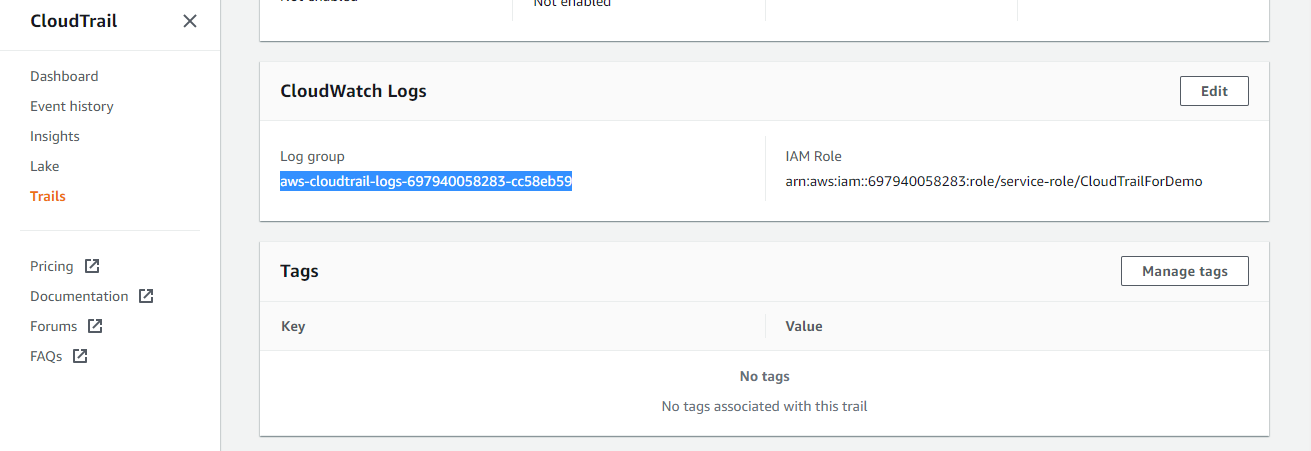 CloudTrail
Dashboard
Event history
Insights
Lake
Trails
Pricing
Documentation
Forums
FAQs
Not enabled
Not enabled
CloudWatch Logs
Edit
Log group
aws-cloudtrail-logs-697940058283-cc58eb59
IAM Role
arn:aws:iam::697940058283:role/service-role/CloudTrailForDemo
Tags
Manage tags
Key
Value
No tags
No tags associated with this trail